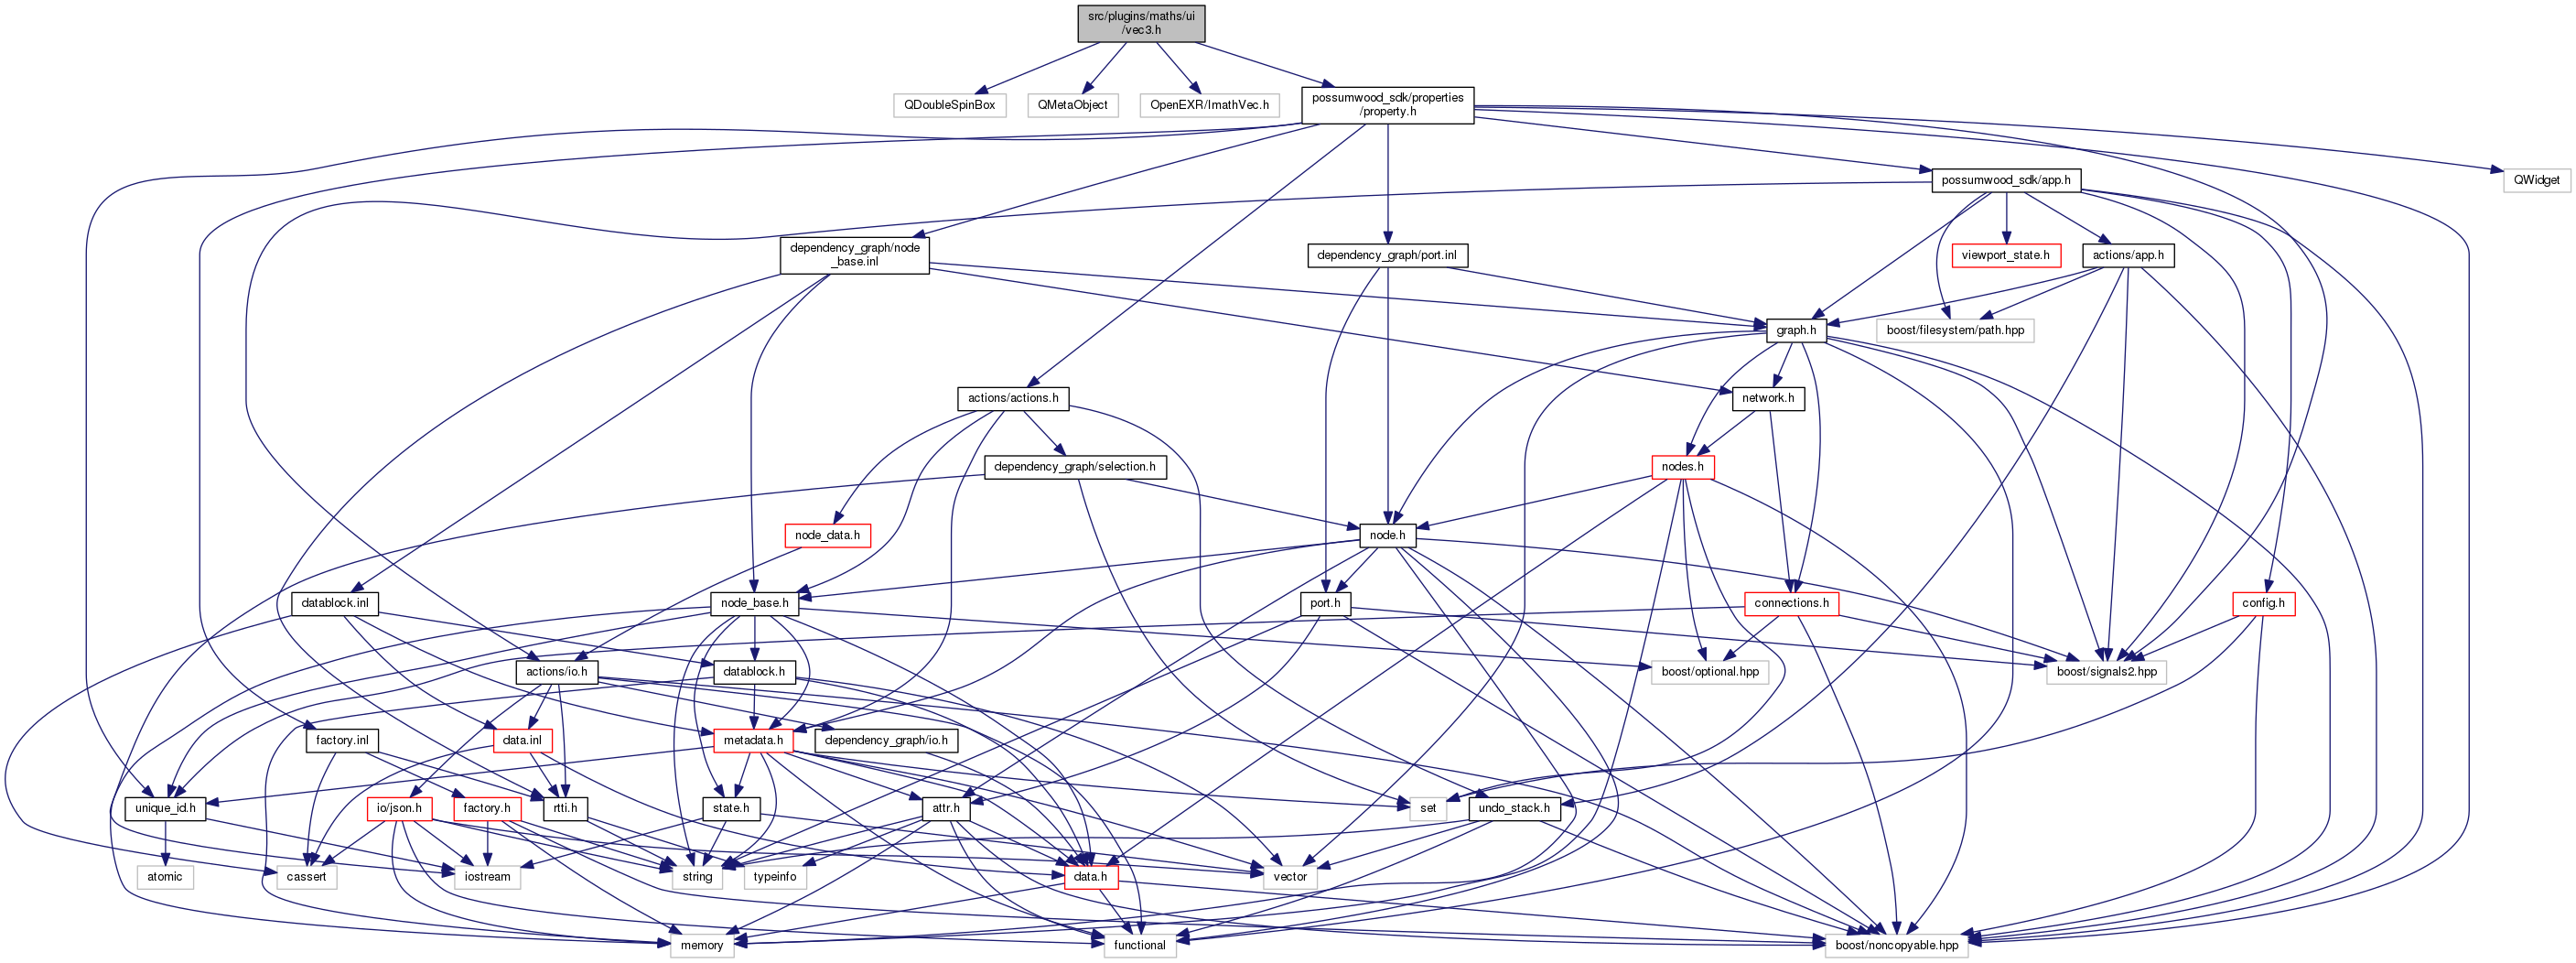 src/plugins/maths/ui
/vec3.h
QDoubleSpinBox
QMetaObject
OpenEXR/ImathVec.h
possumwood_sdk/properties
/property.h
possumwood_sdk/app.h
QWidget
dependency_graph/node
_base.inl
dependency_graph/port.inl
viewport_state.h
actions/app.h
graph.h
boost/filesystem/path.hpp
actions/actions.h
network.h
dependency_graph/selection.h
nodes.h
node_data.h
node.h
datablock.inl
node_base.h
port.h
connections.h
config.h
actions/io.h
datablock.h
boost/optional.hpp
boost/signals2.hpp
factory.inl
data.inl
metadata.h
dependency_graph/io.h
unique_id.h
io/json.h
factory.h
rtti.h
state.h
attr.h
set
undo_stack.h
atomic
cassert
iostream
string
typeinfo
data.h
vector
memory
functional
boost/noncopyable.hpp